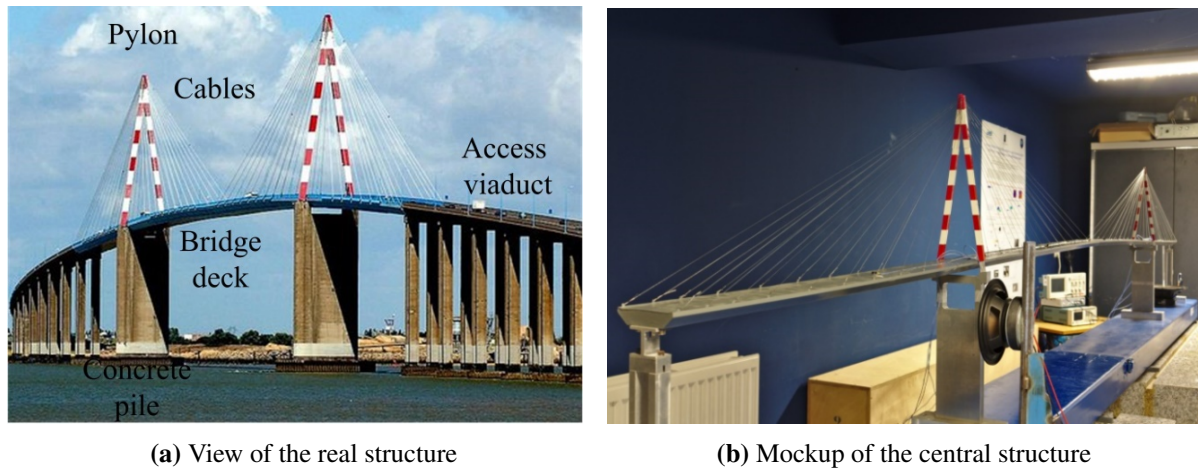 Pylon
Cables
Access
viaduct
Bridge
deck
Concrete
pile
(a) View of the real structure
(b) Mockup of the central structure